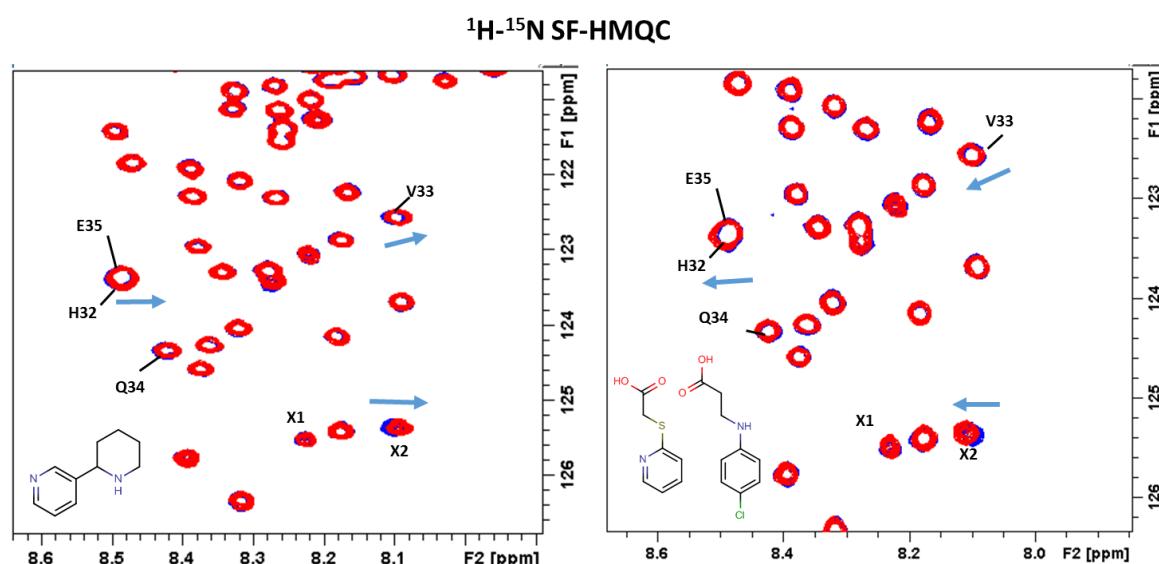 ¹H-¹⁵N SF-HMQC
F1 [ppm]
122
123
124
125
126
V33
E35
H32
Q34
X1
X2
N
N
H
8.6
8.5
8.4
8.3
8.2
8.1
F2 [ppm]
F1 [ppm]
123
124
125
126
V33
E35
H32
Q34
X1
X2
HO
O
S
N
OH
O
NH
Cl
8.6
8.4
8.2
8.0
F2 [ppm]